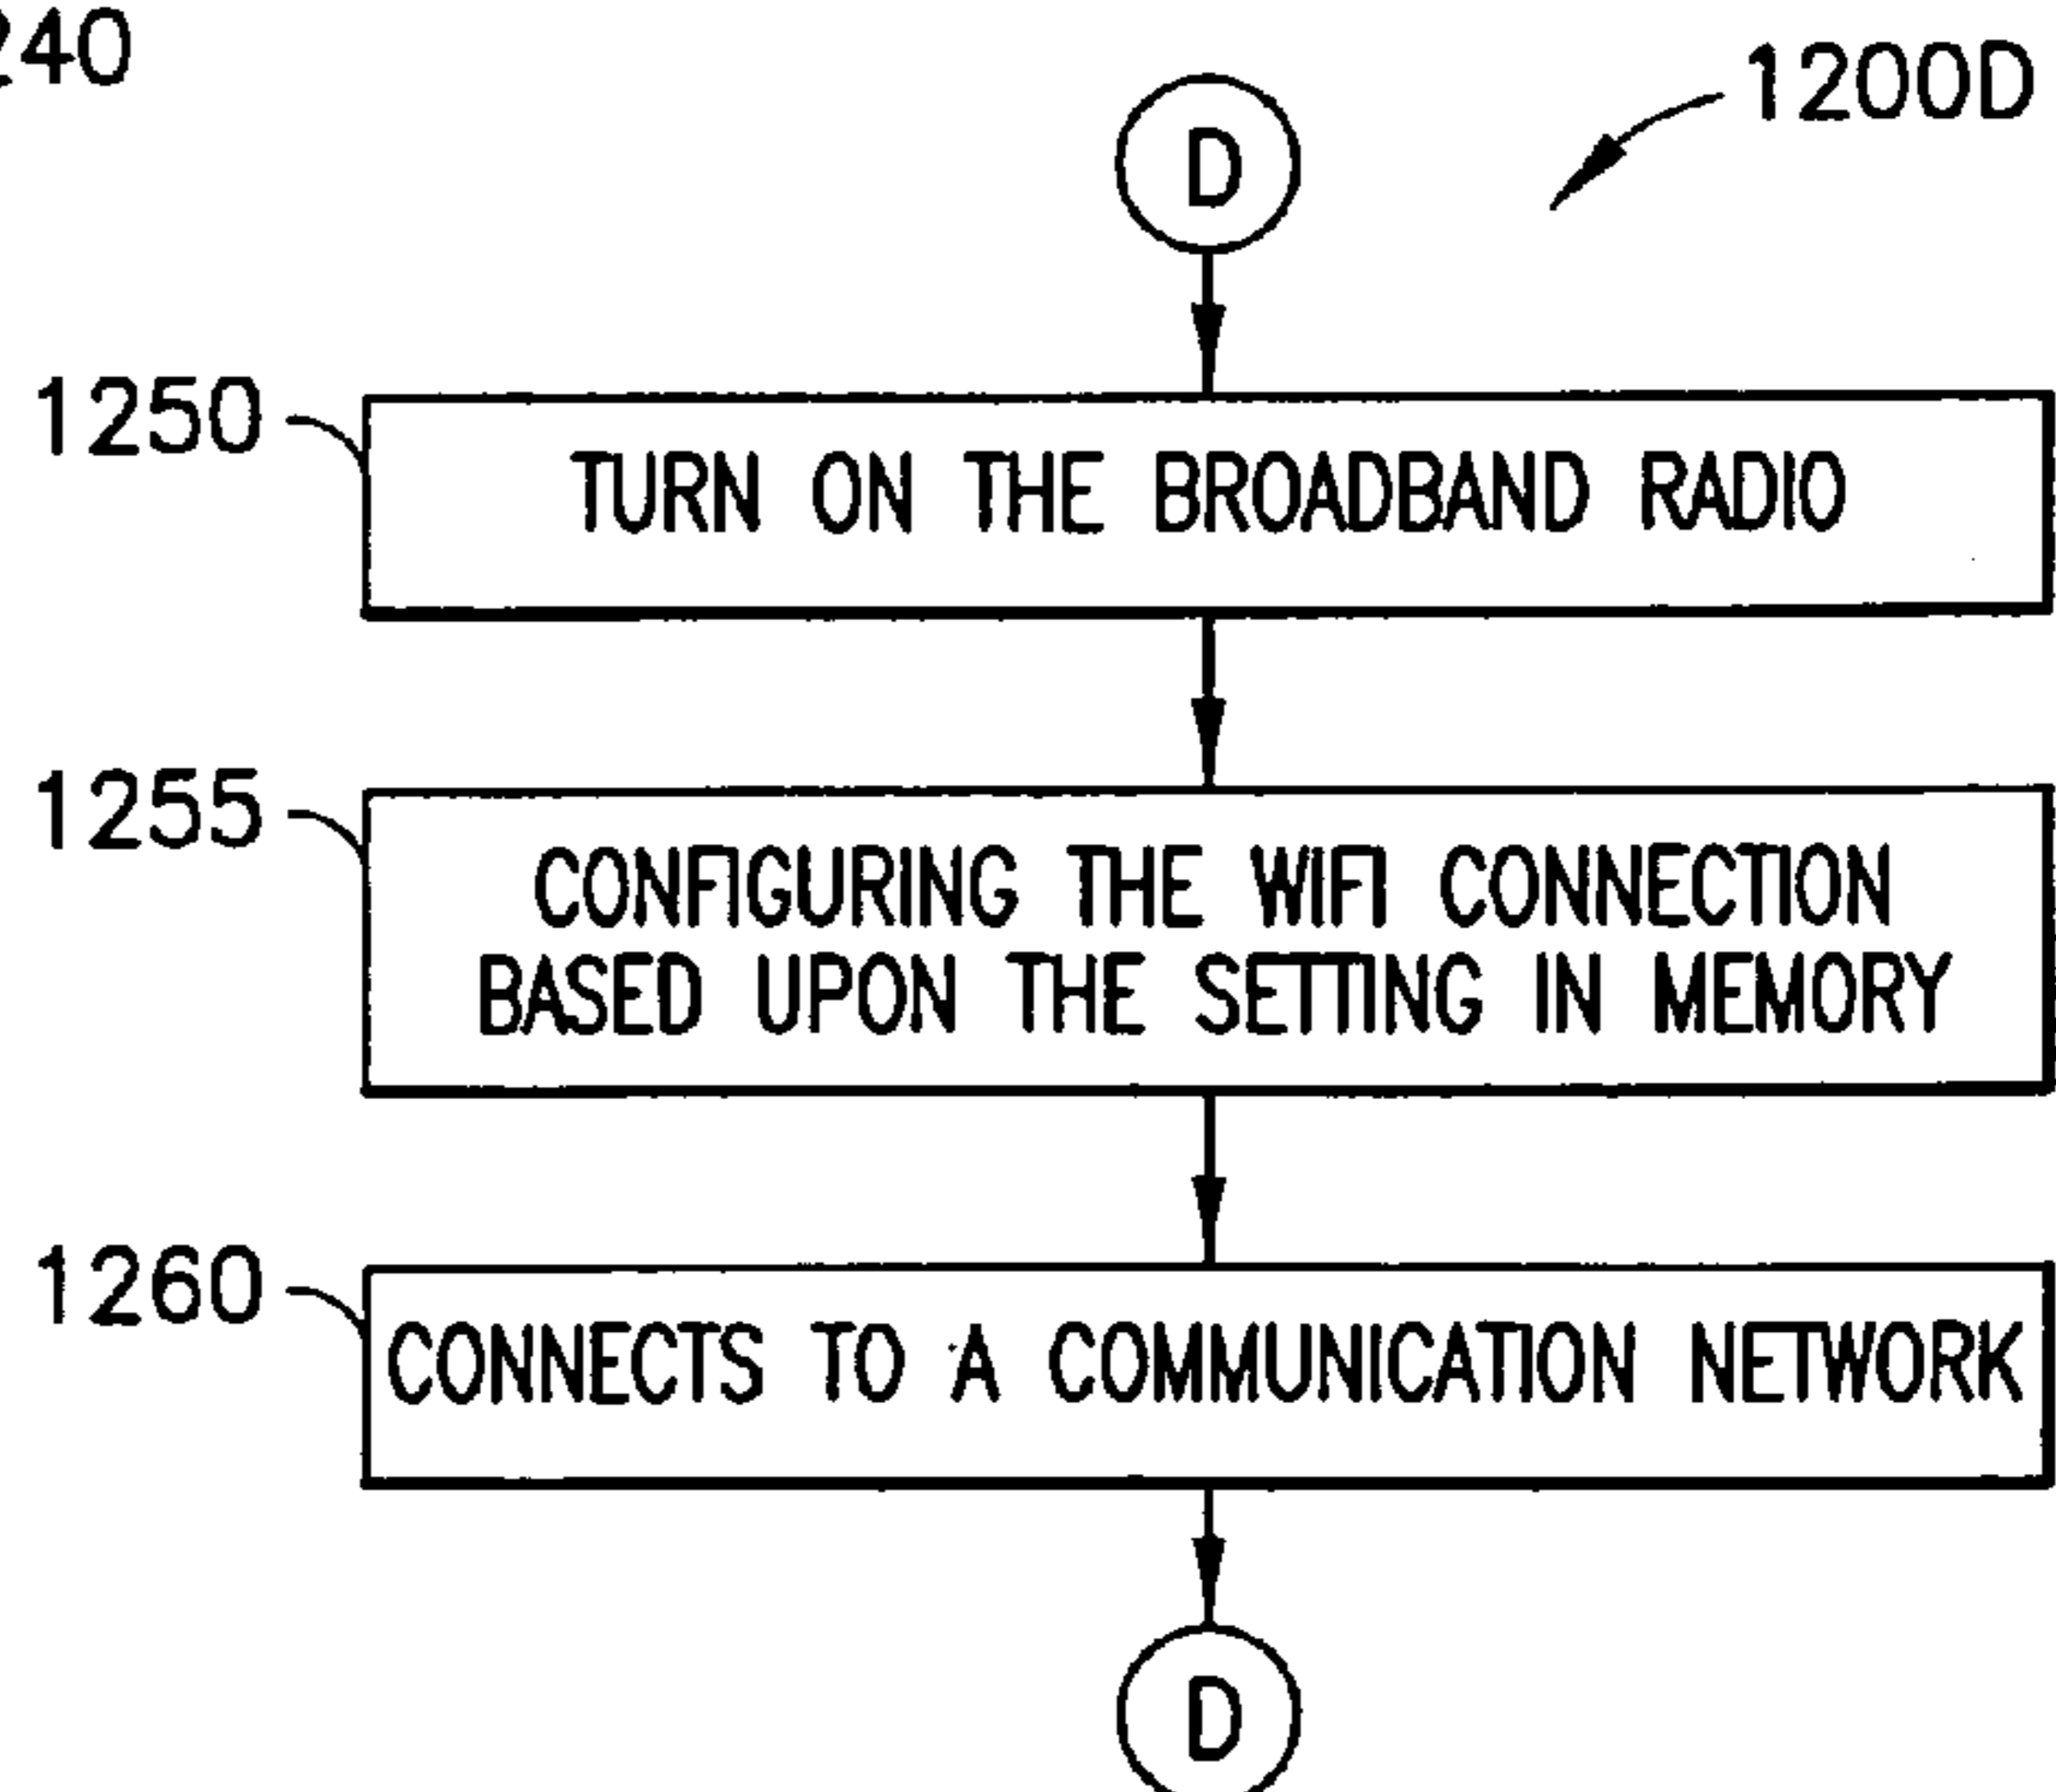 240
1200D
D
1250
TURN ON THE BROADBAND RADIO
1255
CONFIGURING THE WIFI CONNECTION
BASED UPON THE SETTING IN MEMORY
1260
CONNECTS TO A COMMUNICATION NETWORK
D